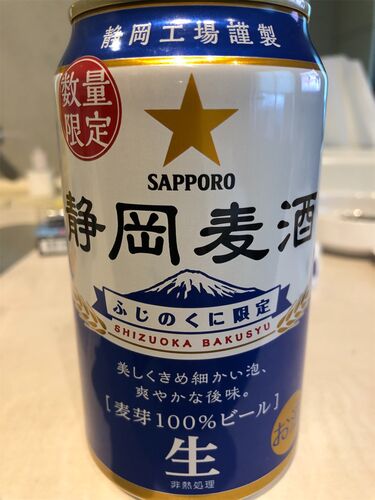 静岡工場謹製
数量
限定
SAPPORO
静岡麦酒
ふじのくに限定
SHIZUOKA BAKUSYU
美しくきめ細かい泡、
爽やかな後味。
[麦芽100%ビール]
生
非熱処理
お